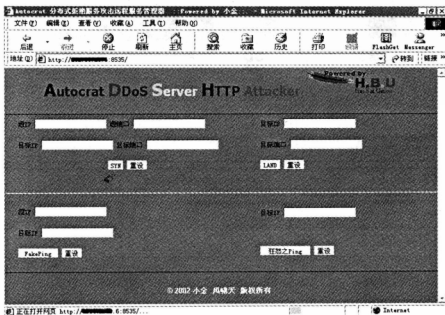 Autocrat 分布式拒绝服务攻击远程服务管理器 ::Powered by 小金 - Microsoft Internet Explorer
文件(F) 编辑(E) 查看(V) 收藏(A) 工具(T) 帮助(H)
后退 前进 停止 刷新 主页 搜索 收藏 历史 打印 编辑 FlashGet Messenger
地址(D) http:// :8535/ 转到 链接 »
Autocrat DDoS Server HTTP Attacker
Powered by
H.B.U
源IP 源端口 目标IP
目标IP 目标端口 目标端口
SYN 重设 LAND 重设
源IP 目标IP
目标IP
FakePing 重设 狂怒之Ping 重设
© 2002 小金 版权所有
正在打开网页 http:// .6:8535/... Internet